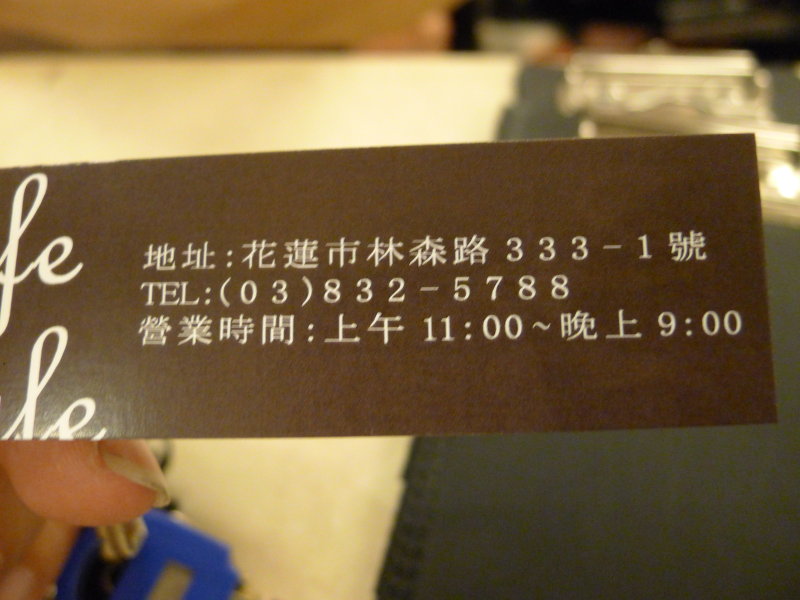 地址:花蓮市林森路333-1號
TEL:(03)832-5788
營業時間:上午 11:00~晚上 9:00